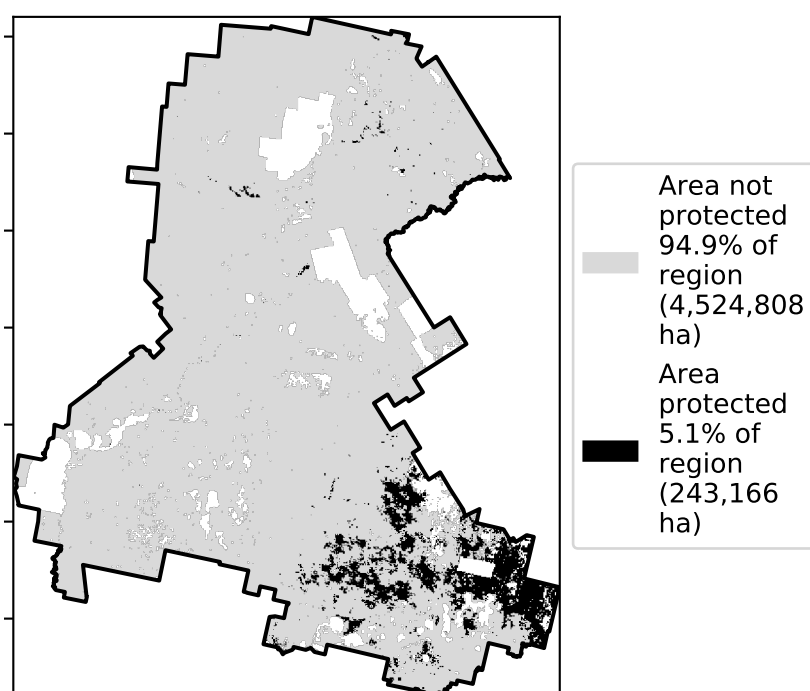 Area not
protected
94.9% of
region
(4,524,808
ha)
Area
protected
5.1% of
region
(243,166
ha)